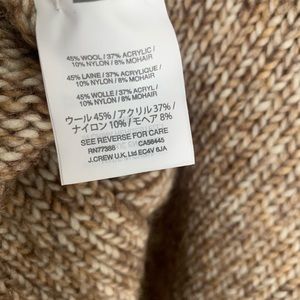 45% WOOL / 37% ACRYLIC /
10% NYLON / 8% MOHAIR
45% LAINE / 37% ACRYLIQUE /
10% NYLON / 8% MOHAIR
45% WOLLE / 37% ACRYL /
10% NYLON / 8% MOHAIR
ウール 45% / アクリル 37% /
ナイロン 10% / モヘア 8%
SEE REVERSE FOR CARE
RN77385 CA56445
J.CREW U.K. Ltd EC4V 6JA